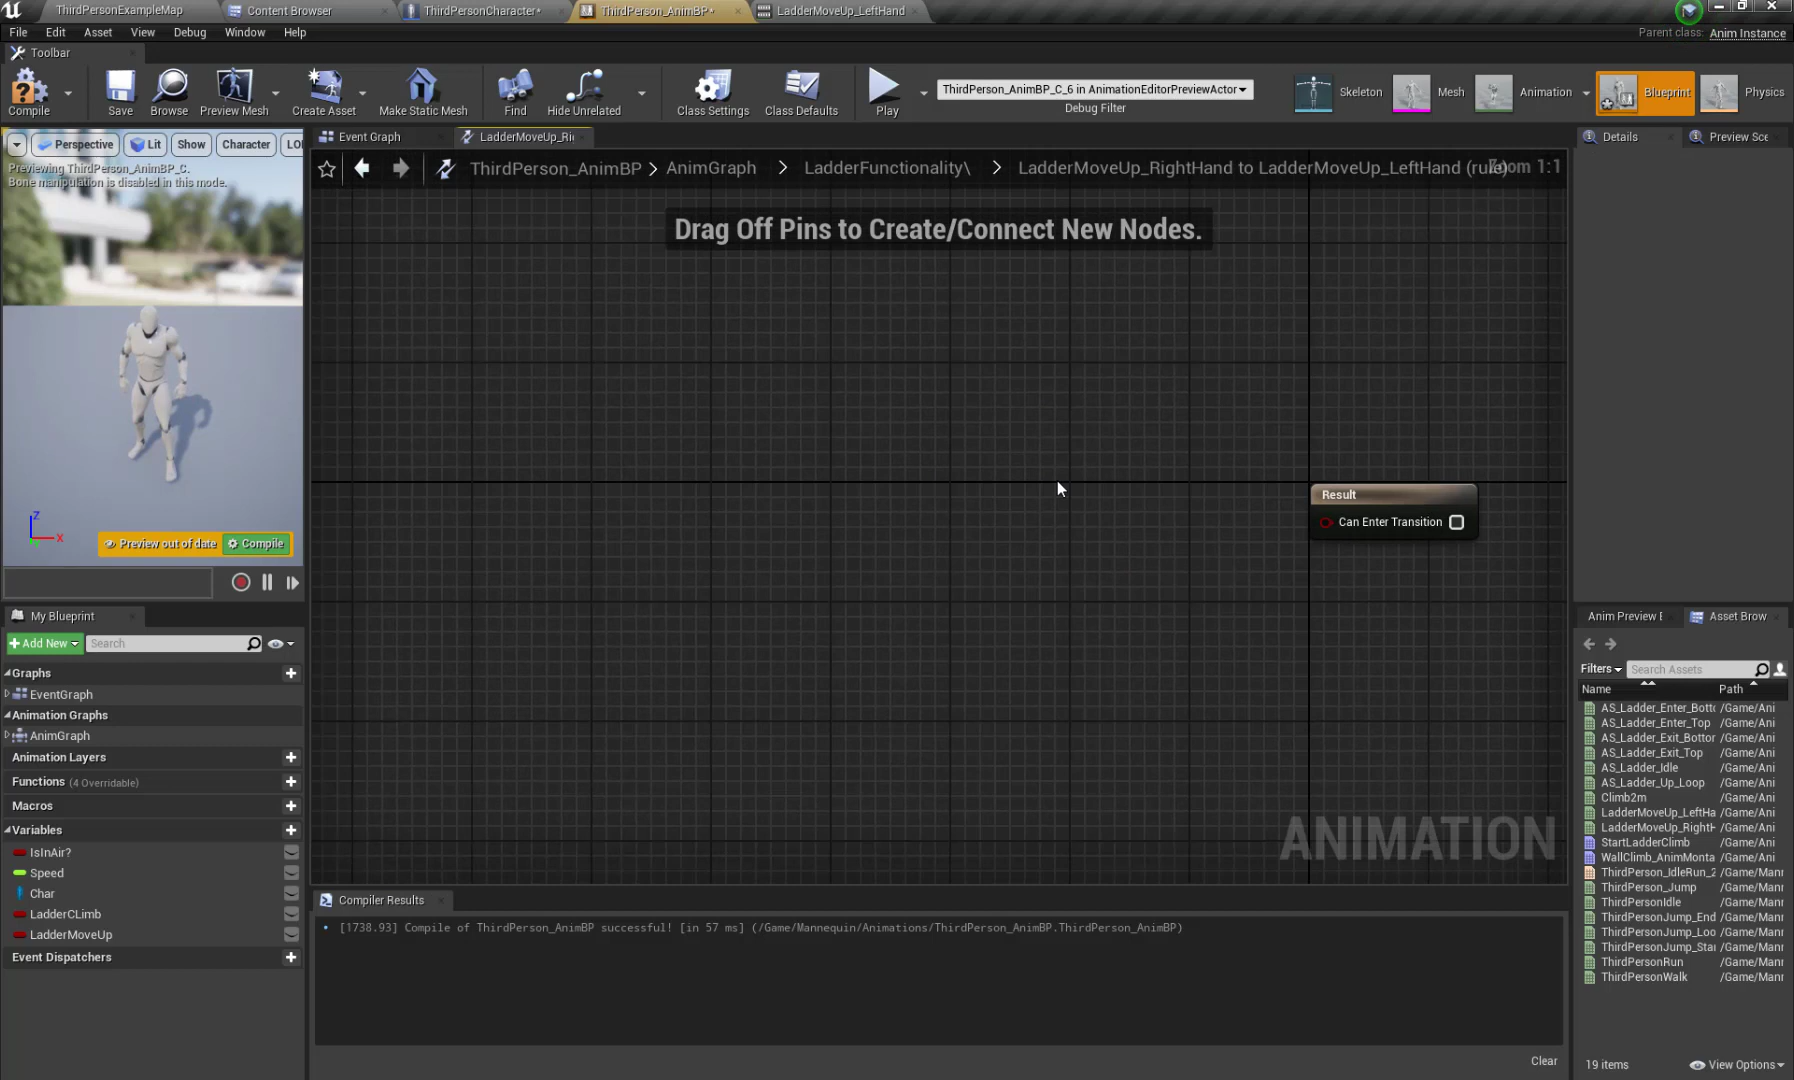 ThirdPersonExampleMap
Content Browser
ThirdPersonCharacter*
ThirdPerson_AnimBP*
LadderMoveUp_LeftHand
File Edit Asset View Debug Window Help
Parent class: Anim Instance
Toolbar
Compile
Save
Browse
Preview Mesh
Create Asset
Make Static Mesh
Find
Hide Unrelated
Class Settings
Class Defaults
Play
ThirdPerson_AnimBP_C_6 in AnimationEditorPreviewActor
Debug Filter
Skeleton
Mesh
Animation
Blueprint
Physics
Perspective Lit Show Character LO
Previewing ThirdPerson_AnimBP_C.
Bone manipulation is disabled in this mode.
Z
X
Preview out of date Compile
Event Graph
LadderMoveUp_Ri
ThirdPerson_AnimBP > AnimGraph > LadderFunctionality\ > LadderMoveUp_RightHand to LadderMoveUp_LeftHand (rule)
Zoom 1:1
Drag Off Pins to Create/Connect New Nodes.
Result
Can Enter Transition
ANIMATION
Details
Preview Sce
My Blueprint
+Add New Search
Graphs
EventGraph
Animation Graphs
AnimGraph
Animation Layers
Functions (4 Overridable)
Macros
Variables
IsInAir?
Speed
Char
LadderCLimb
LadderMoveUp
Event Dispatchers
Compiler Results
[1738.93] Compile of ThirdPerson_AnimBP successful! [in 57 ms] (/Game/Mannequin/Animations/ThirdPerson_AnimBP.ThirdPerson_AnimBP)
Clear
Anim Preview E
Asset Brow
Filters Search Assets
Name Path
AS_Ladder_Enter_Botto /Game/Ani
AS_Ladder_Enter_Top /Game/Ani
AS_Ladder_Exit_Bottor /Game/Ani
AS_Ladder_Exit_Top /Game/Ani
AS_Ladder_Idle /Game/Ani
AS_Ladder_Up_Loop /Game/Ani
Climb2m /Game/Ani
LadderMoveUp_LeftHa /Game/Ani
LadderMoveUp_RightH /Game/Ani
StartLadderClimb /Game/Ani
WallClimb_AnimMonta /Game/Ani
ThirdPerson_IdleRun_2 /Game/Manr
ThirdPerson_Jump /Game/Manr
ThirdPersonIdle /Game/Manr
ThirdPersonJump_End /Game/Manr
ThirdPersonJump_Loo /Game/Manr
ThirdPersonJump_Star /Game/Manr
ThirdPersonRun /Game/Manr
ThirdPersonWalk /Game/Manr
19 items
View Options